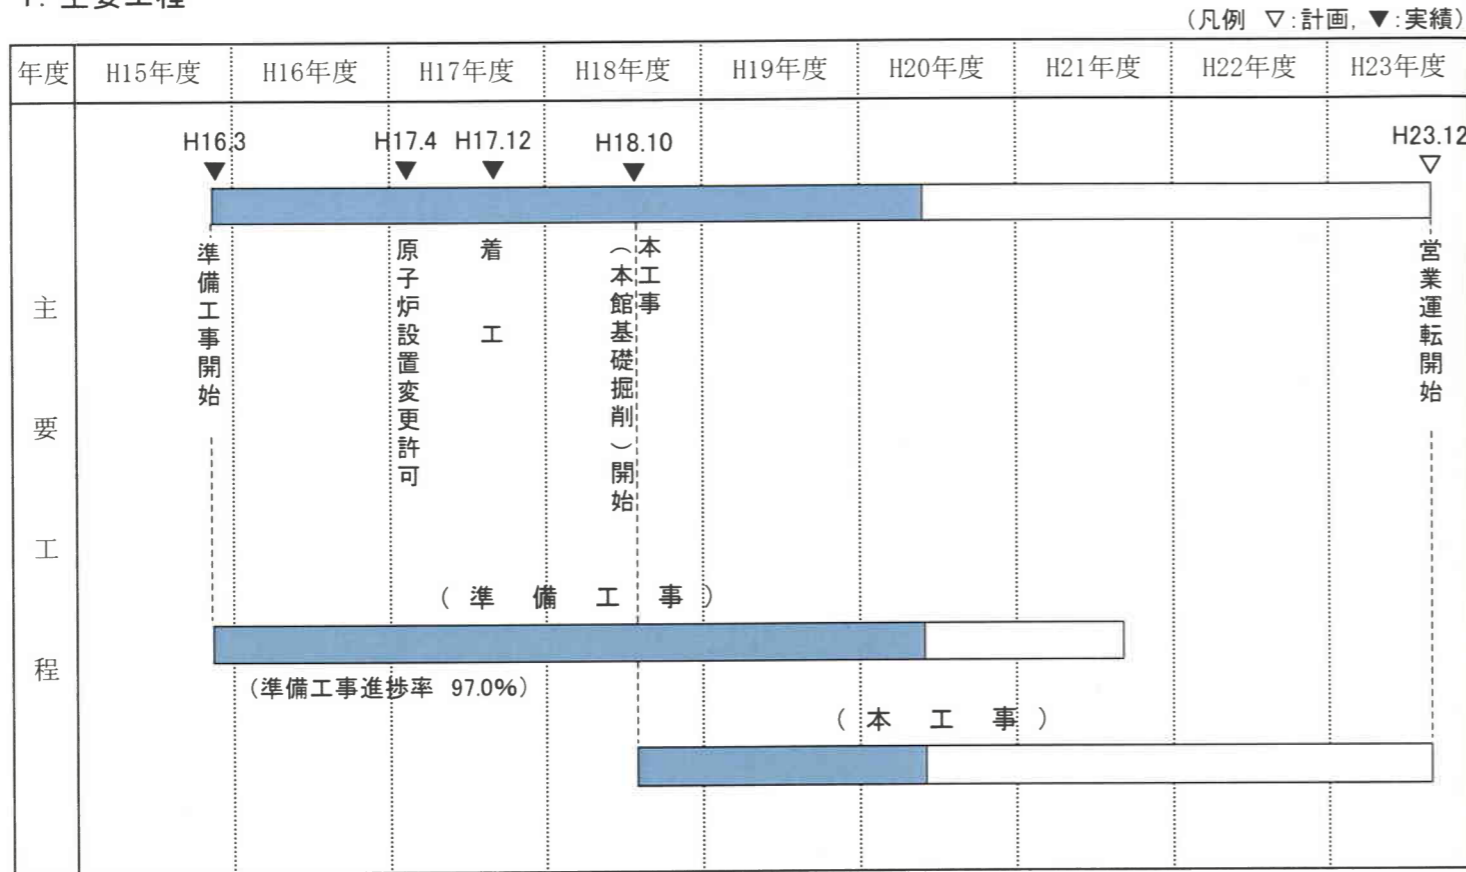 (凡例 ▽:計画, ▼:実績)
年度 H15年度 H16年度 H17年度 H18年度 H19年度 H20年度 H21年度 H22年度 H23年度
主要工程
H16.3 H17.4 H17.12 H18.10 H23.12
▼ ▼ ▼ ▼ ▽
準備工事開始
原子炉設置変更許可
着工
本工事
(本館基礎掘削)開始
営業運転開始
(準備工事)
(準備工事進捗率 97.0%)
(本工事)